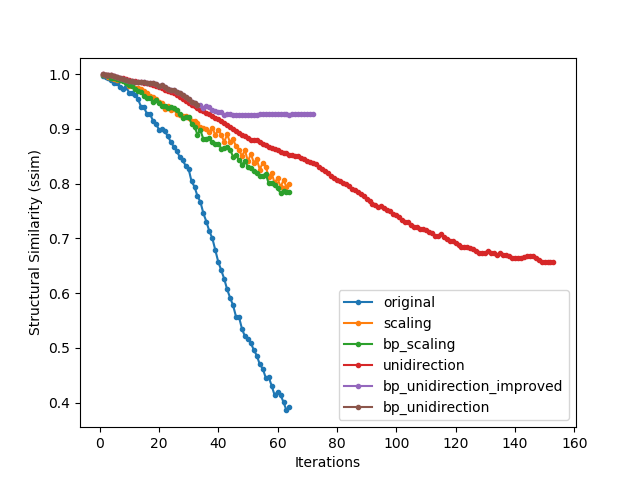 1.0
0.9
0.8
0.7
0.6
0.5
0.4
Structural Similarity (ssim)
original
scaling
bp_scaling
unidirection
bp_unidirection_improved
bp_unidirection
0 20 40 60 80 100 120 140 160
Iterations